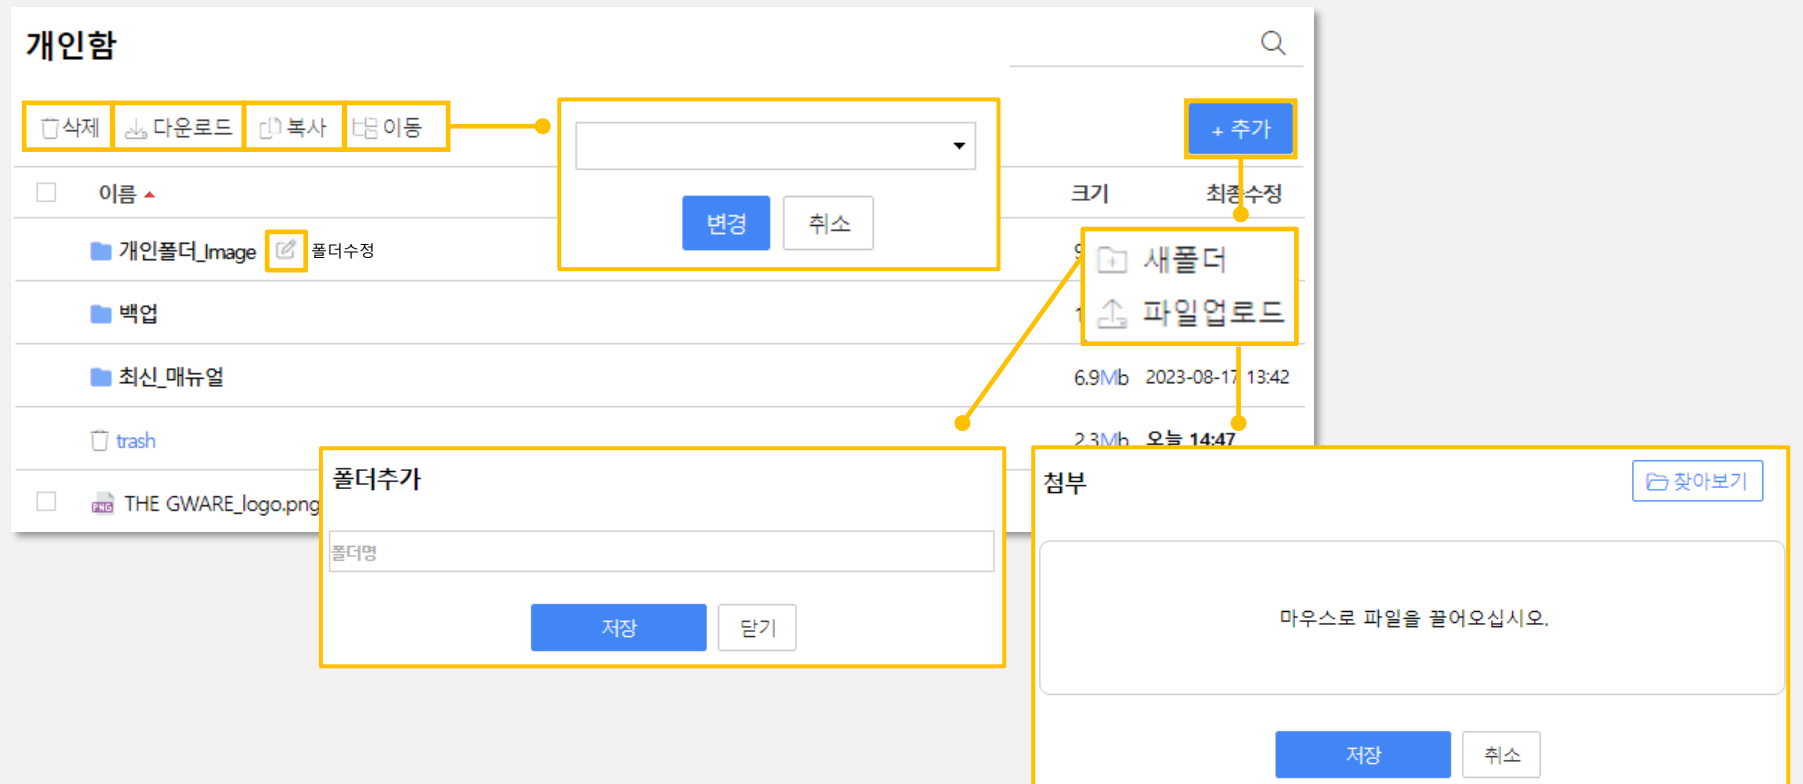 개인함
삭제 다운로드 복사 이동
+ 추가
변경 취소
이름 크기 최종수정
개인폴더_Image 폴더수정
새폴더
백업
파일업로드
최신_매뉴얼 6.9Mb 2023-08-17 13:42
trash 2.3Mb 오늘 14:47
THE GWARE_logo.png
폴더추가
폴더명
저장 닫기
첨부 찾아보기
마우스로 파일을 끌어오십시오.
저장 취소